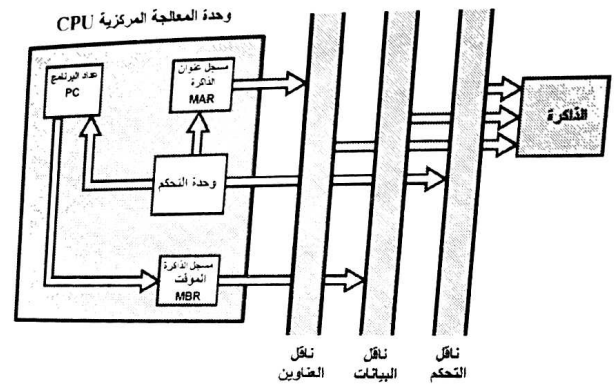 وحدة المعالجة المركزية CPU
عداد البرنامج
PC
مسجل عنوان
الذاكرة
MAR
الذاكرة
وحدة التحكم
مسجل الذاكرة
الموقت
MBR
ناقل
العناوين
ناقل
البيانات
ناقل
التحكم